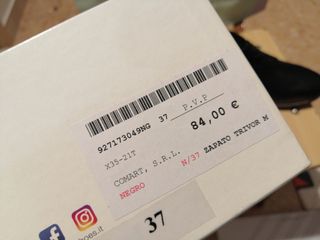 927173049NG 37 P.V.P
X35-21T 84,00 €
COMART, S.R.L.
NEGRO N/37 ZAPATO TRIVOR M
37